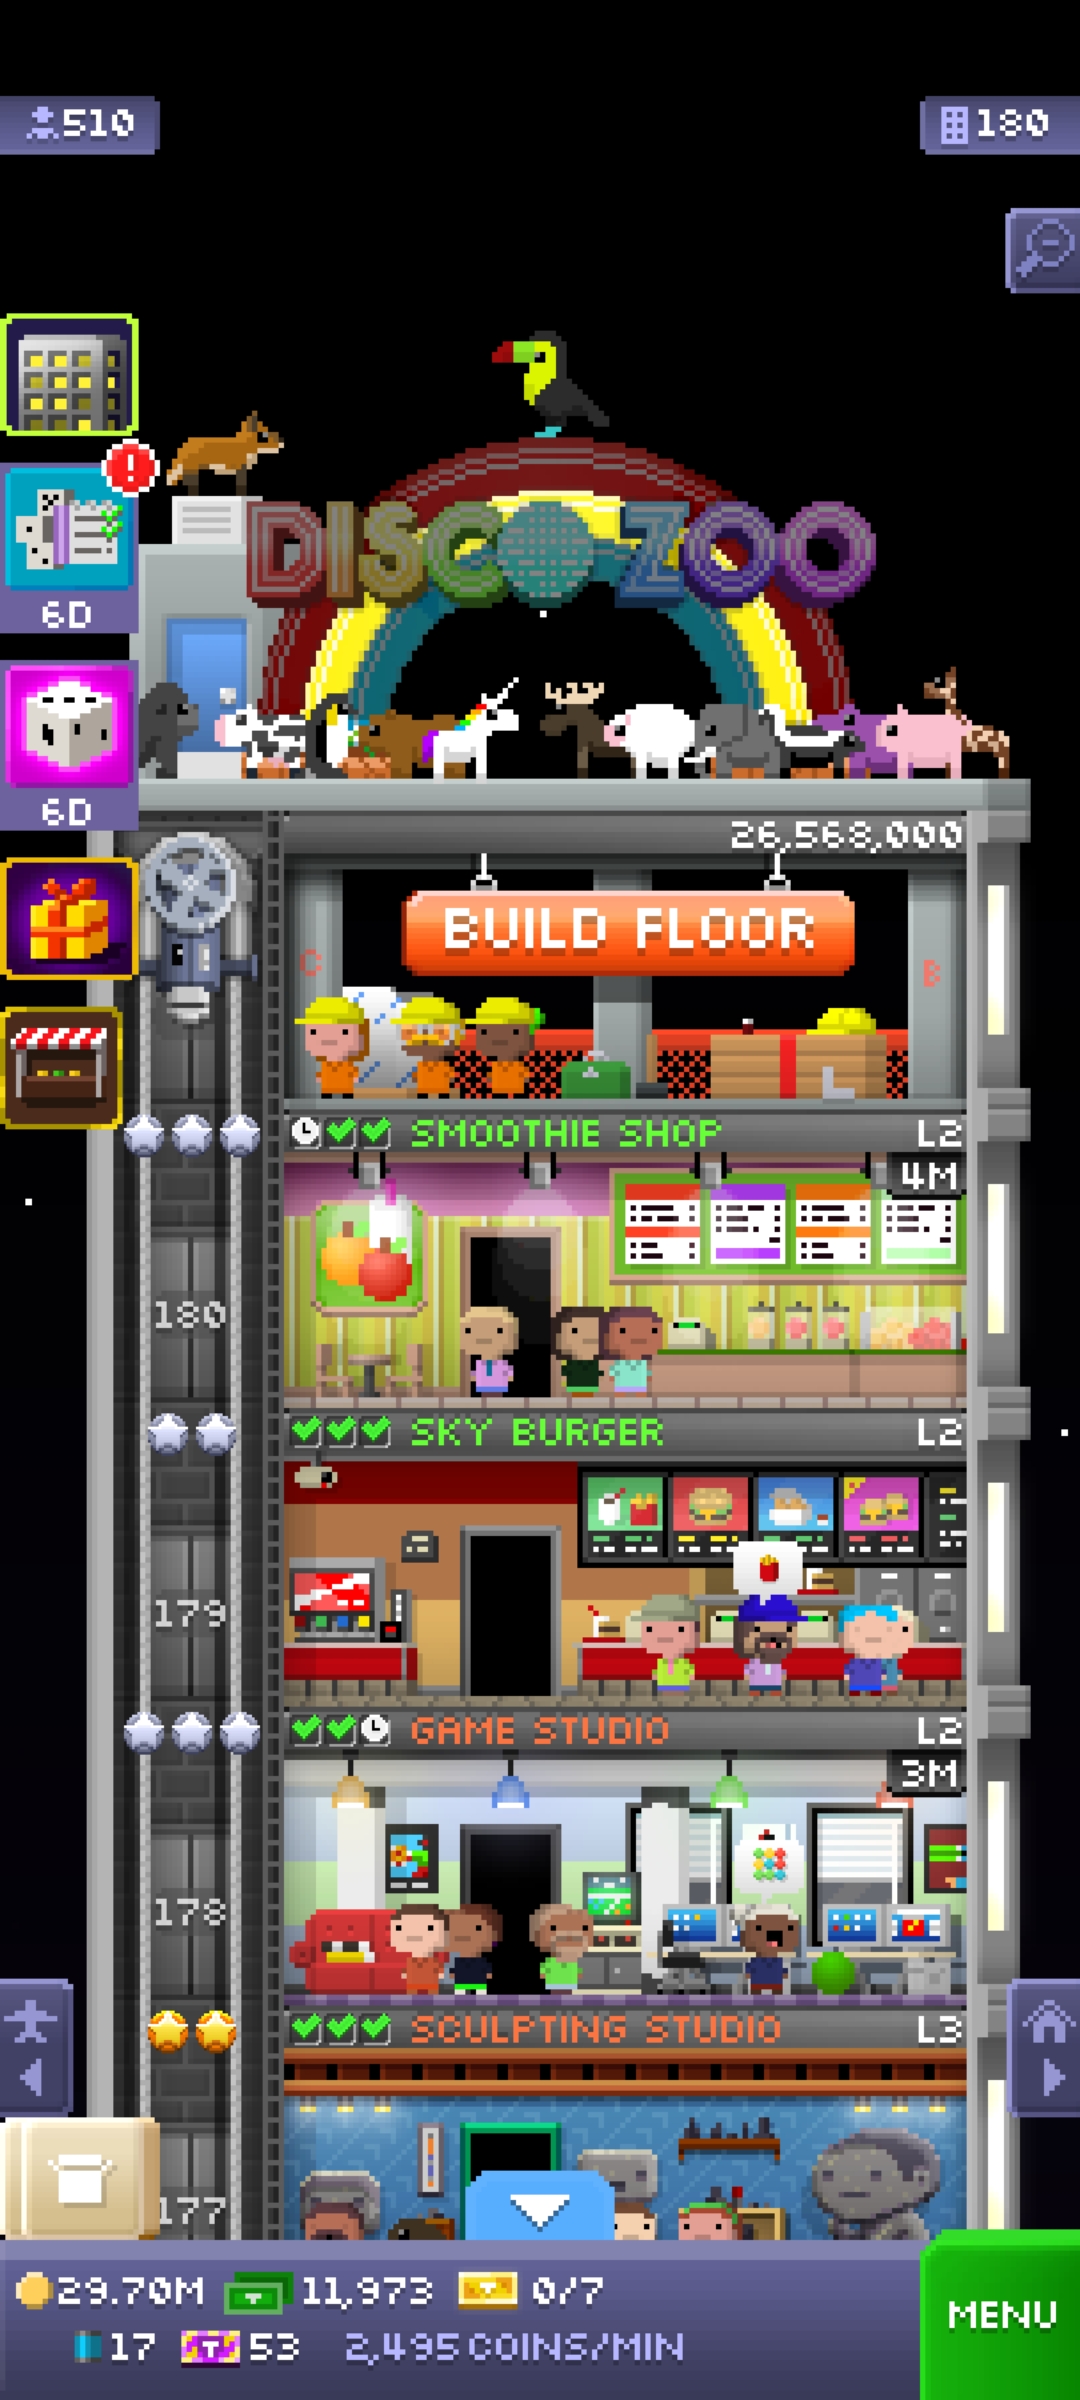 510
180
DISCO ZOO
6D
6D
26,568,000
BUILD FLOOR
C
B
SMOOTHIE SHOP L2
4M
180
SKY BURGER L2
179
GAME STUDIO L2
3M
178
SCULPTING STUDIO L3
177
29.70M 11,973 0/7
MENU
17 53 2,495 COINS/MIN